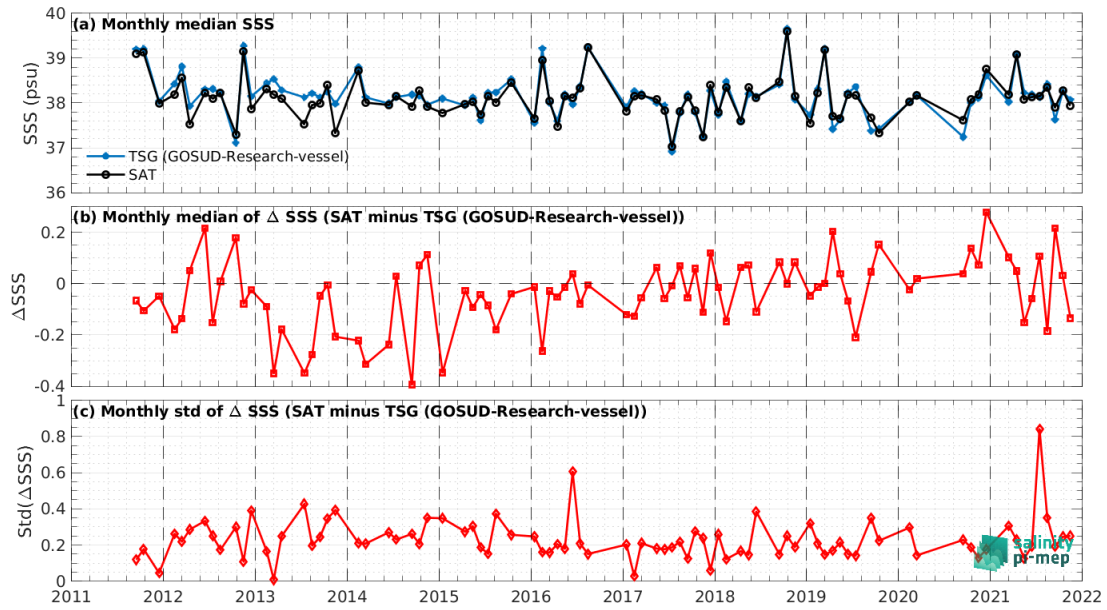 (a) Monthly median SSS
40
39
38
37
36
SSS (psu)
TSG (GOSUD-Research-vessel)
SAT
(b) Monthly median of Δ SSS (SAT minus TSG (GOSUD-Research-vessel))
0.2
0
-0.2
-0.4
ΔSSS
(c) Monthly std of Δ SSS (SAT minus TSG (GOSUD-Research-vessel))
1
0.8
0.6
0.4
0.2
0
Std(ΔSSS)
salinity
pi-mep
2011 2012 2013 2014 2015 2016 2017 2018 2019 2020 2021 2022